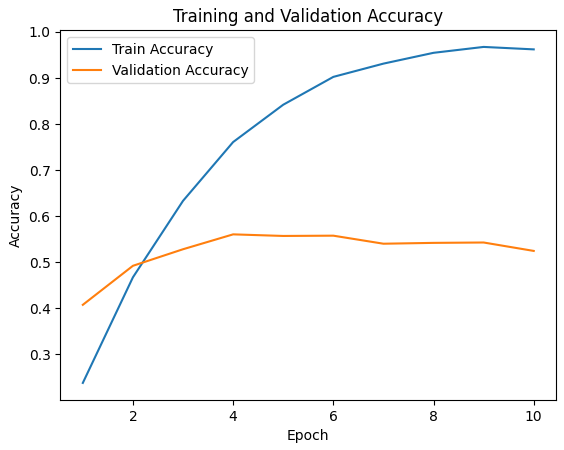 Training and Validation Accuracy
Train Accuracy
Validation Accuracy
1.0
0.9
0.8
0.7
0.6
0.5
0.4
0.3
Accuracy
2 4 6 8 10
Epoch